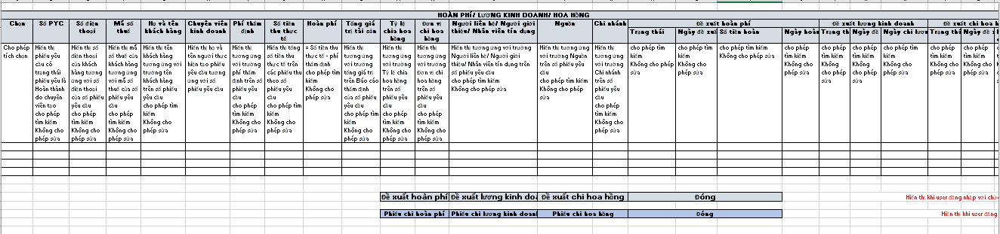 HOÀN PHÍ/ LƯƠNG KINH DOANH/ HOA HỒNG
Chọn
Số PYC
Số điện thoại
Mã số thuế
Họ và tên khách hàng
Chuyên viên kinh doanh
Phí thẩm định
Số tiền thu thực tế
Hoàn phí
Tổng giá trị tài sản
Tỷ lệ chia hoa hồng
Đơn vị chi hoa hồng
Người liên hệ/ Người giới thiệu/ Nhân viên tín dụng
Nguồn
Chi nhánh
Đề xuất hoàn phí
Trạng thái
Ngày đề xuấ
Số tiền hoàn
Ngày hoàn
Đề xuất lương kinh doanh
Trạng th
Ngày đề
Số
Ngày chi lươn
Đề xuất chi hoa h
Trạng thá
Ngày đề
Cho phép tích chọn
Hiển thị phiếu yêu cầu có trạng thái phiếu yêu là Hoàn thành do chuyên viên tạo
cho phép tìm kiếm
Không cho phép sửa
Hiển thị số điện thoại của khách hàng tương ứng với số điện thoại của số phiếu yêu cầu
cho phép tìm kiếm
Không cho phép sửa
Hiển thị mã số thuế của khách hàng tương ứng với mã số thuế của số phiếu yêu cầu
cho phép tìm kiếm
Không cho phép sửa
Hiển thị tên khách hàng tương ứng với trường tên khách hàng trên số phiếu yêu cầu
cho phép tìm kiếm
Không cho phép sửa
Hiển thị họ và tên người thực hiện tạo phiếu yêu cầu tương ứng với số phiếu yêu cầu
Hiển thị tương ứng với trường phí thẩm định trên số phiếu yêu cầu
cho phép tìm kiếm
Không cho phép sửa
Hiển thị tổng số tiền thu thực tế trên các phiếu thu theo số phiếu yêu cầu
cho phép tìm kiếm
Không cho phép sửa
= Số tiền thu thực tế - phí thẩm định
cho phép tìm kiếm
Không cho phép sửa
Hiển thị tương ứng với trường tổng giá trị trên Báo cáo thẩm định của số phiếu yêu cầu
cho phép tìm kiếm
Không cho phép sửa
Hiển thị tương ứng với trường Tỷ lệ chia hoa hồng trên số phiếu yêu cầu
cho phép tìm kiếm
Không cho phép sửa
Hiển thị tương ứng với trường Đơn vị chi hoa hồng trên số phiếu yêu cầu
cho phép tìm kiếm
Không cho phép sửa
Hiển thị tương ứng với trường Người liên hệ/ Người giới thiệu/ Nhân viên tín dụng trên số phiếu yêu cầu
cho phép tìm kiếm
Không cho phép sửa
Hiển thị tương ứng với trường Nguồn trên số phiếu yêu cầu
cho phép tìm kiếm
Không cho phép sửa
Hiển thị tương ứng với trường Chi nhánh trên số phiếu yêu cầu
cho phép tìm kiếm
Không cho phép sửa
cho phép tìm kiếm
Không cho phép sửa
cho phép tìm kiếm
Không cho phép sửa
cho phép tìm kiếm
Không cho phép sửa
cho phép tìm kiếm
Không cho phép sửa
cho phép tìm kiếm
Không cho phép sửa
cho phép tìm kiếm
Không cho phép sửa
cho phép tìm kiếm
Không cho phép sửa
cho phép tìm kiếm
Không cho phép sửa
cho phép tìm kiếm
Không cho phép sửa
Đề xuất hoàn phí
Đề xuất lương kinh doa
Đề xuất chi hoa hồng
Đóng
Hiển thị khi user đăng nhập với chứ
Phiếu chi hoàn phí
Phiếu chi lương kinh doanh
Phiếu chi hoa hồng
Đóng
Hiển thị khi user đăng